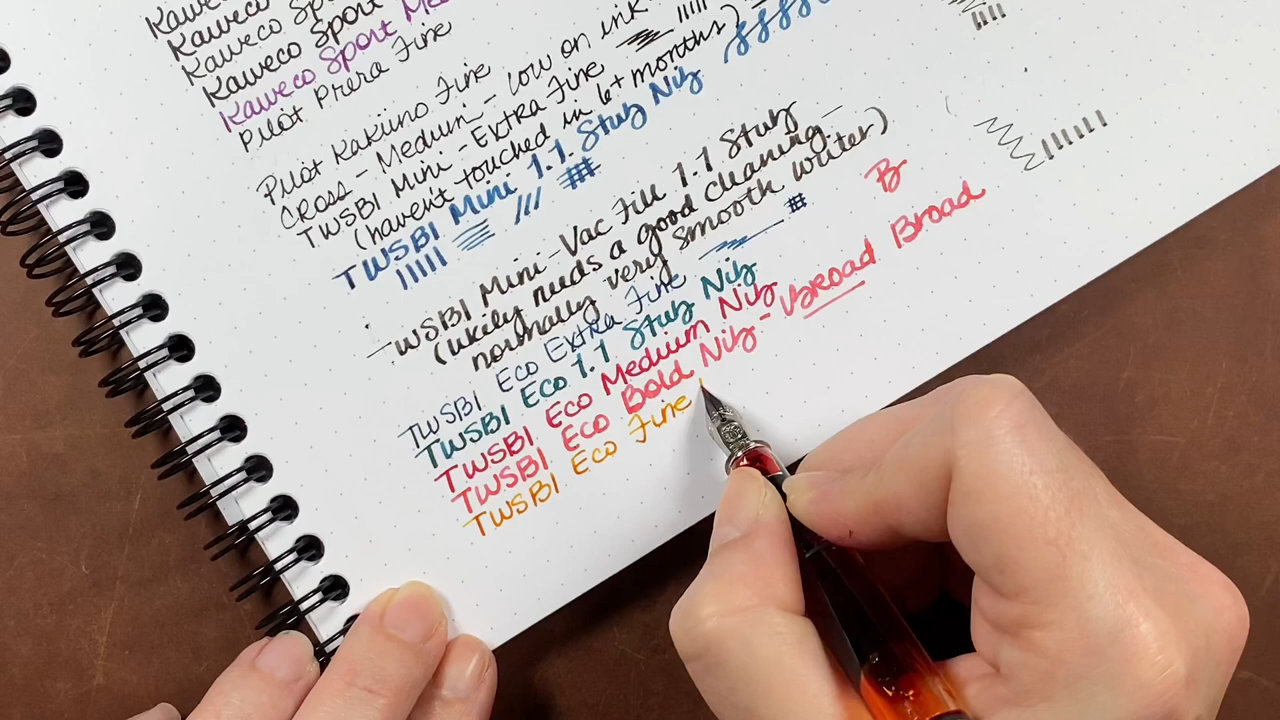 Kaweco
Kaweco
Kaweco Sport
Kaweco Sport
Kaweco Sport
Pilot Prera Fine
Pilot Kakuno Fine
Cross - Medium - low on ink
TWSBI Mini - Extra Fine
(haven't touched in 6+ months)
TWSBI Mini 1.1 Stub Nib
TWSBI Mini - Vac Fill 1.1 Stub
(likely needs a good cleaning -
normally very smooth writer)
TWSBI Eco Extra Fine
TWSBI Eco 1.1 Stub Nib
TWSBI Eco Medium Nib
B
TWSBI Eco Bold Nib - Broad Broad
TWSBI Eco Fine